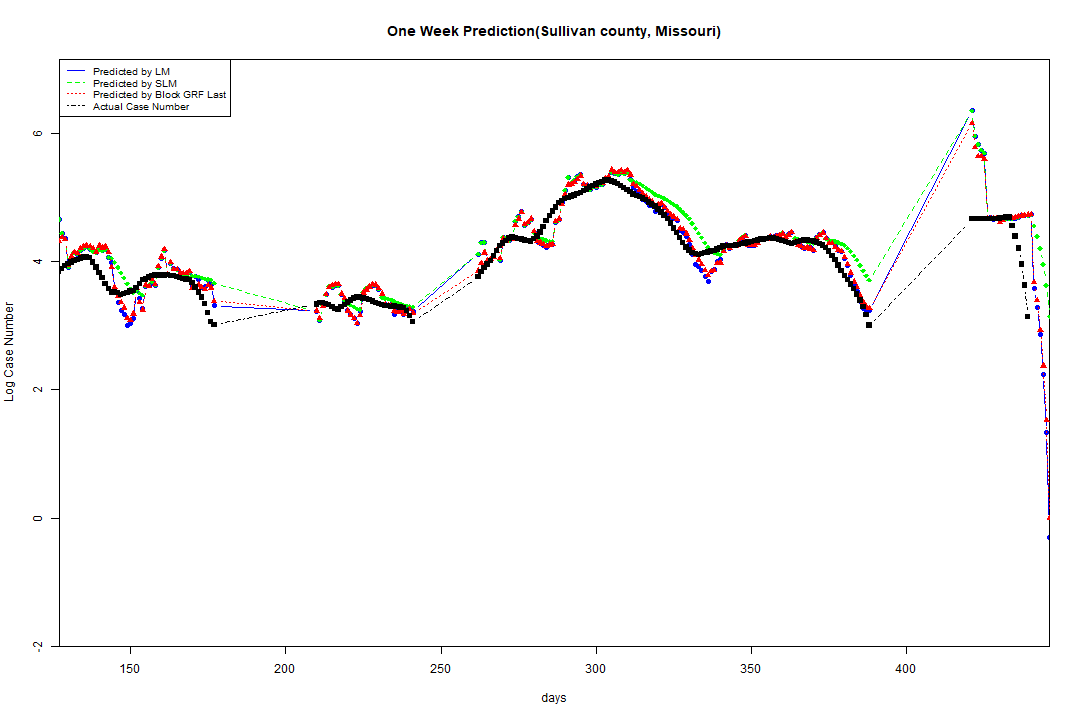 One Week Prediction(Sullivan county, Missouri)
Predicted by LM
Predicted by SLM
Predicted by Block GRF Last
Actual Case Number
6
4
2
0
-2
Log Case Number
150 200 250 300 350 400
days